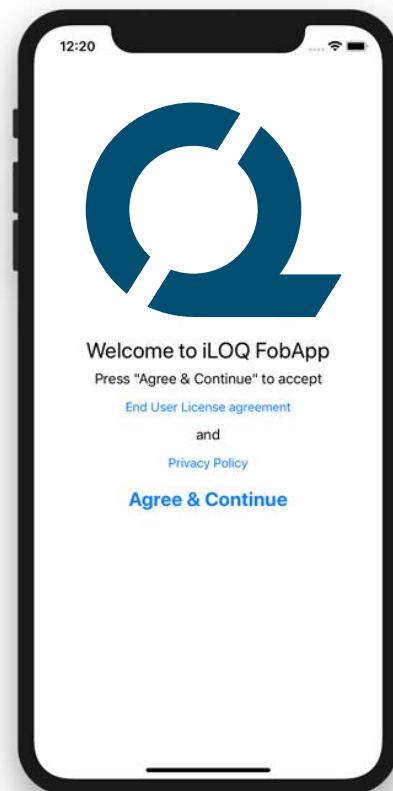 12:20
Welcome to iLOQ FobApp
Press "Agree & Continue" to accept
End User License agreement
and
Privacy Policy
Agree & Continue